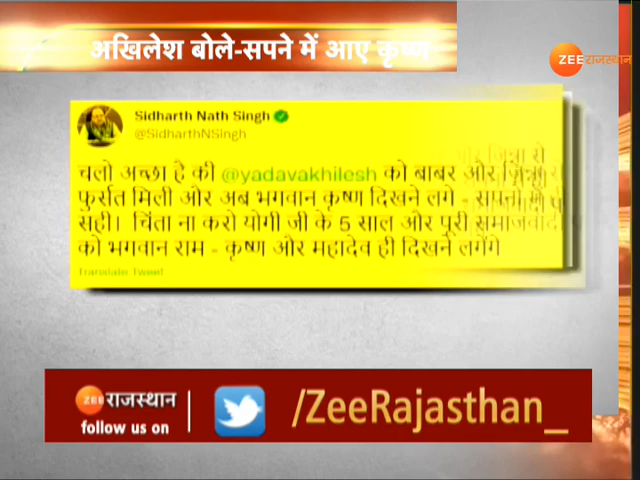 अखिलेश बोले-सपने में आए कृष्ण
ZEE राजस्थान
Sidharth Nath Singh
@SidharthNSingh
चलो अच्छा है की @yadavakhilesh को बाबर और ज़िन्ना से
फुर्सत मिली और अब भगवान कृष्ण दिखने लगे - सपनो में ही
सही। चिंता ना करो योगी जी के 5 साल और पूरी समाजवादी
को भगवान राम - कृष्ण और महादेव ही दिखने लगेंगे
Translate Tweet
ZEE राजस्थान
follow us on
/ZeeRajasthan_